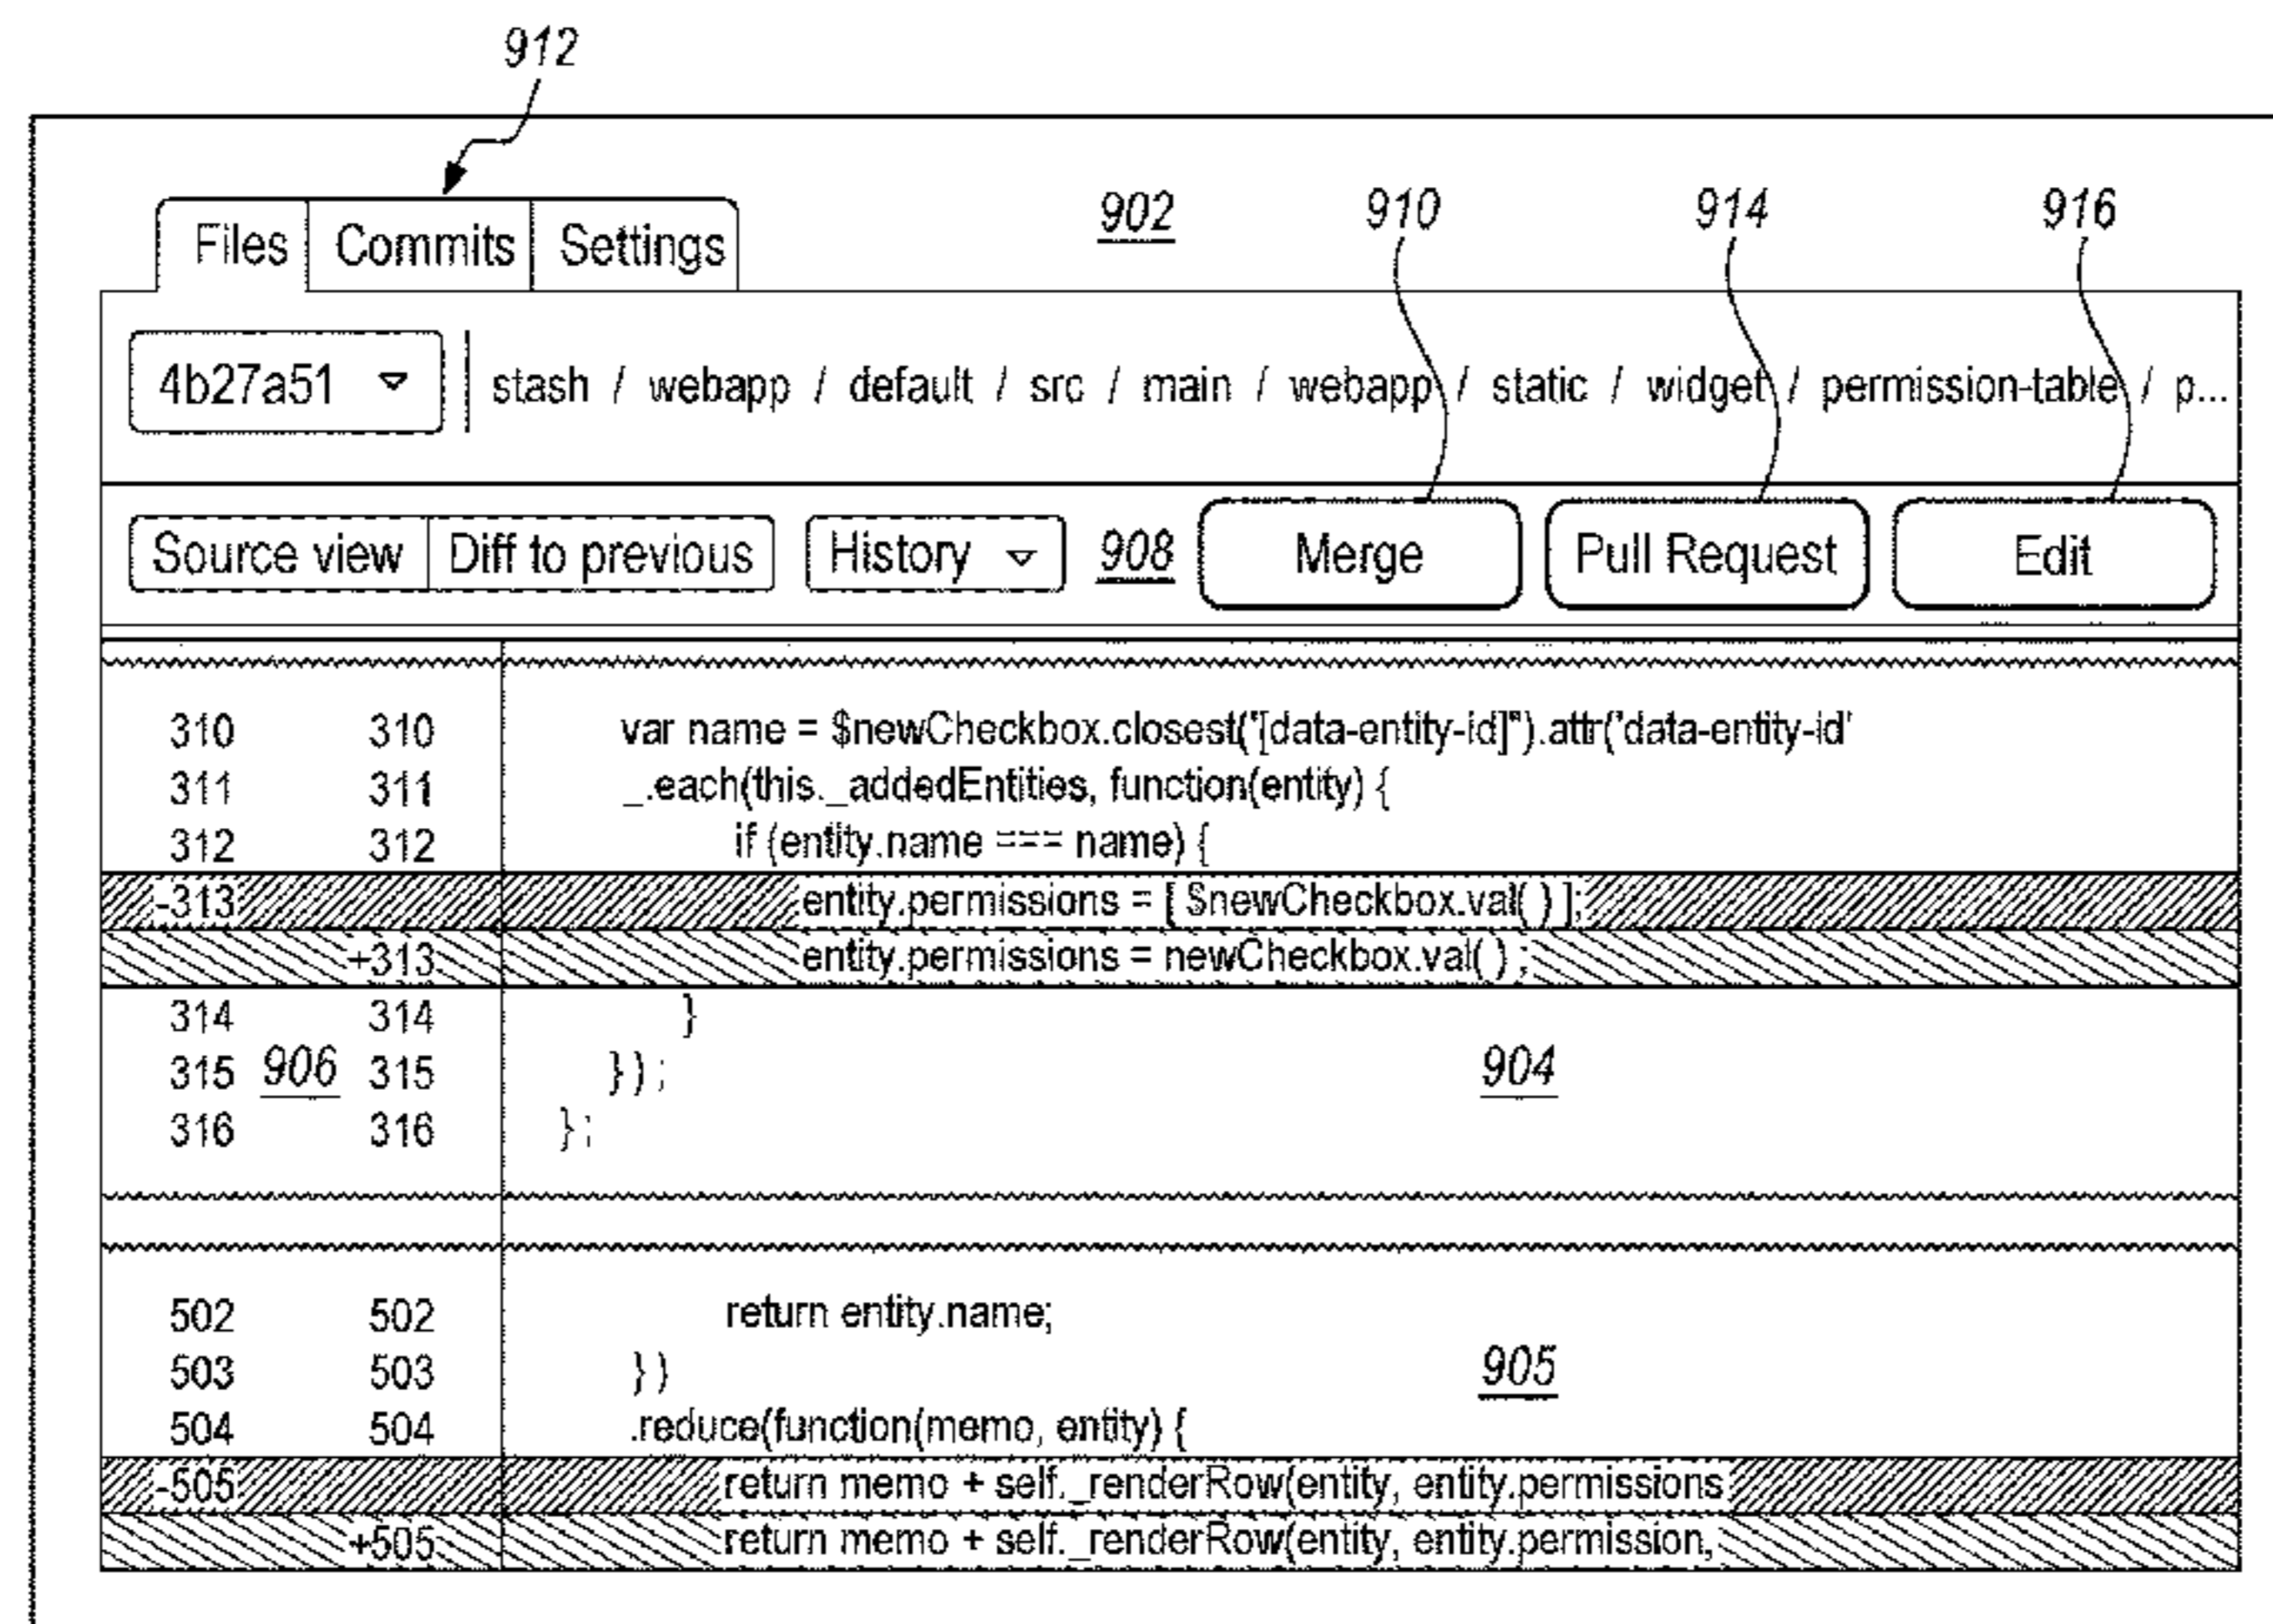 912
902 910 914 916
Files Commits Settings
4b27a51 stash / webapp / default / src / main / webapp / static / widget / permission-table / p...
Source view Diff to previous History 908 Merge Pull Request Edit
310 310 var name = $newCheckbox.closest("[data-entity-id]").attr('data-entity-id'
311 311 _.each(this._addedEntities, function(entity) {
312 312 if (entity.name === name) {
-313 entity.permissions = [ $newCheckbox.val( ) ];
+313 entity.permissions = newCheckbox.val( ) ;
314 314 }
315 906 315 }) ; 904
316 316 } ;
502 502 return entity.name;
503 503 } ) 905
504 504 .reduce(function(memo, entity) {
-505 return memo + self._renderRow(entity, entity.permissions
+505 return memo + self._renderRow(entity, entity.permission,